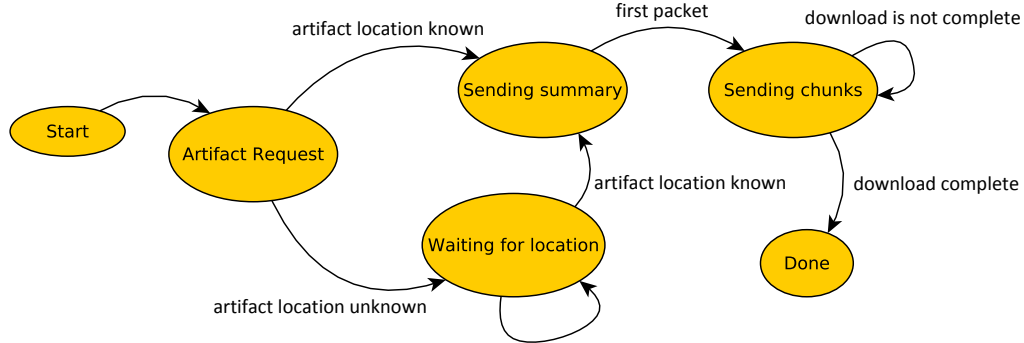 first packet
download is not complete
artifact location known
Sending summary
Sending chunks
Start
Artifact Request
artifact location known
download complete
Waiting for location
Done
artifact location unknown